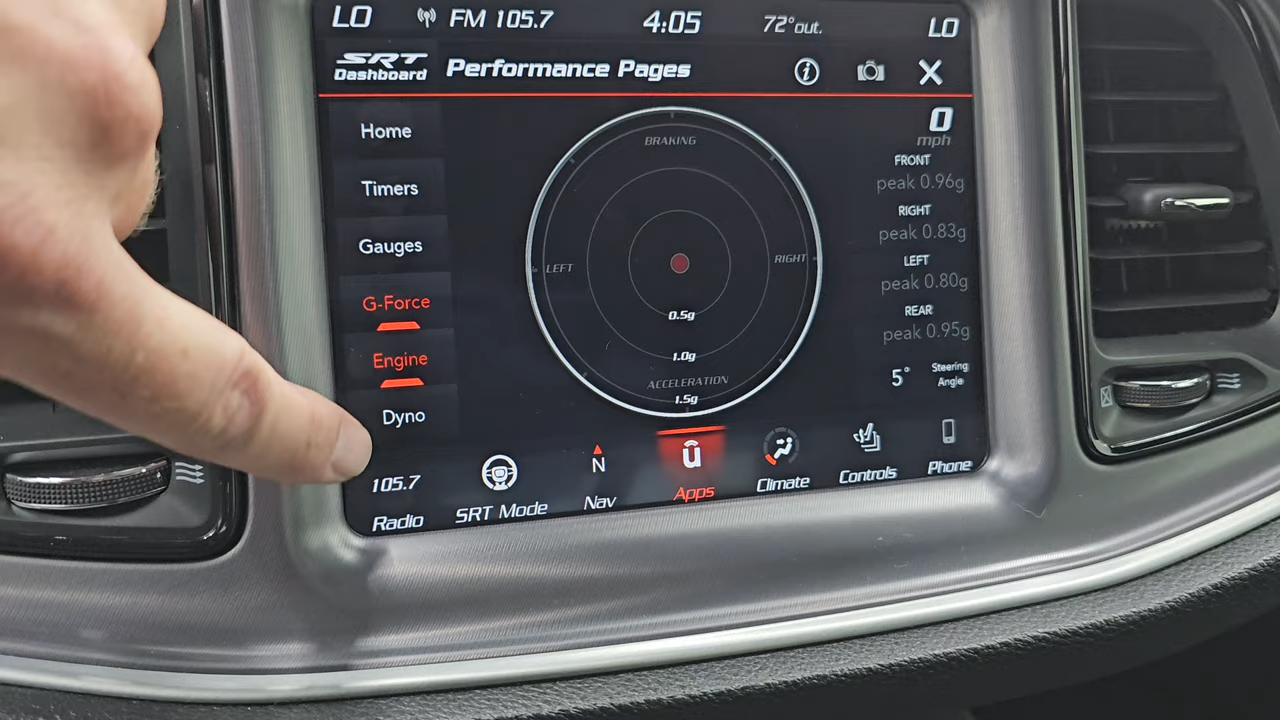 LO FM 105.7 4:05 72°out. LO
SRT
Dashboard
Performance Pages
Home
Timers
Gauges
G-Force
Engine
Dyno
BRAKING
LEFT
RIGHT
0.5g
1.0g
ACCELERATION
1.5g
0
mph
FRONT
peak 0.96g
RIGHT
peak 0.83g
LEFT
peak 0.80g
REAR
peak 0.95g
5° Steering
Angle
105.7
Radio
SRT Mode
N
Nav
Apps
Climate
Controls
Phone